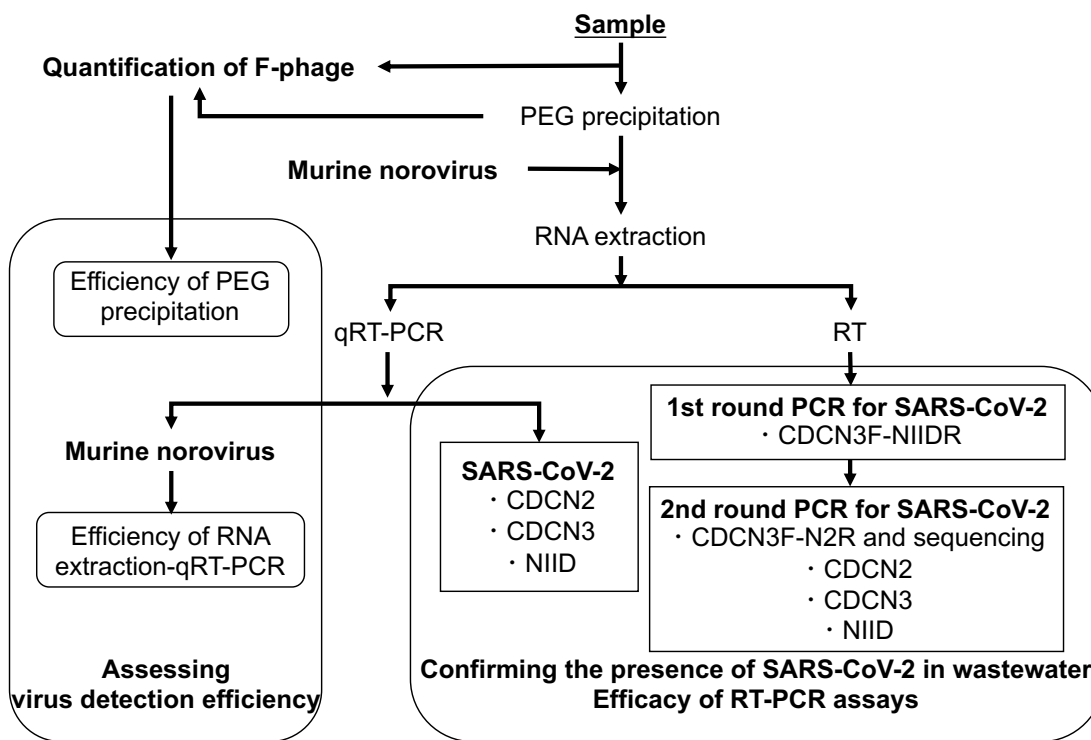 Sample
Quantification of F-phage
PEG precipitation
Murine norovirus
RNA extraction
Efficiency of PEG
precipitation
qRT-PCR
RT
Murine norovirus
Efficiency of RNA
extraction-qRT-PCR
SARS-CoV-2
・CDCN2
・CDCN3
・NIID
1st round PCR for SARS-CoV-2
・CDCN3F-NIIDR
2nd round PCR for SARS-CoV-2
・CDCN3F-N2R and sequencing
・CDCN2
・CDCN3
・NIID
Assessing
virus detection efficiency
Confirming the presence of SARS-CoV-2 in wastewater
Efficacy of RT-PCR assays